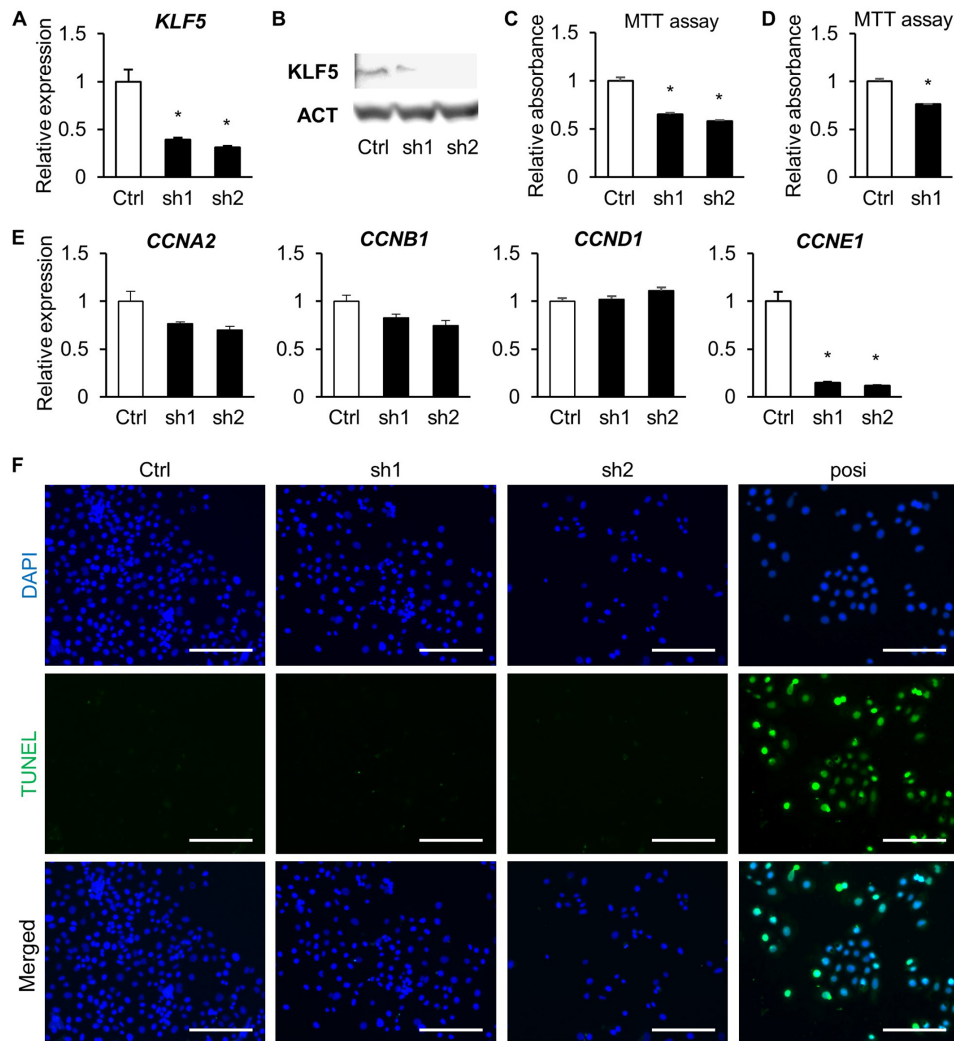 A
KLF5
Relative expression
1.5
1
0.5
0
*
*
Ctrl sh1 sh2
B
KLF5
ACT
Ctrl sh1 sh2
C
MTT assay
Relative absorbance
1.5
1
0.5
0
*
*
Ctrl sh1 sh2
D
MTT assay
Relative absorbance
1.5
1
0.5
0
*
Ctrl sh1
E
CCNA2
Relative expression
1.5
1
0.5
0
Ctrl sh1 sh2
CCNB1
1.5
1
0.5
0
Ctrl sh1 sh2
CCND1
1.5
1
0.5
0
Ctrl sh1 sh2
CCNE1
1.5
1
0.5
0
*
*
Ctrl sh1 sh2
F
Ctrl sh1 sh2 posi
DAPI
TUNEL
Merged